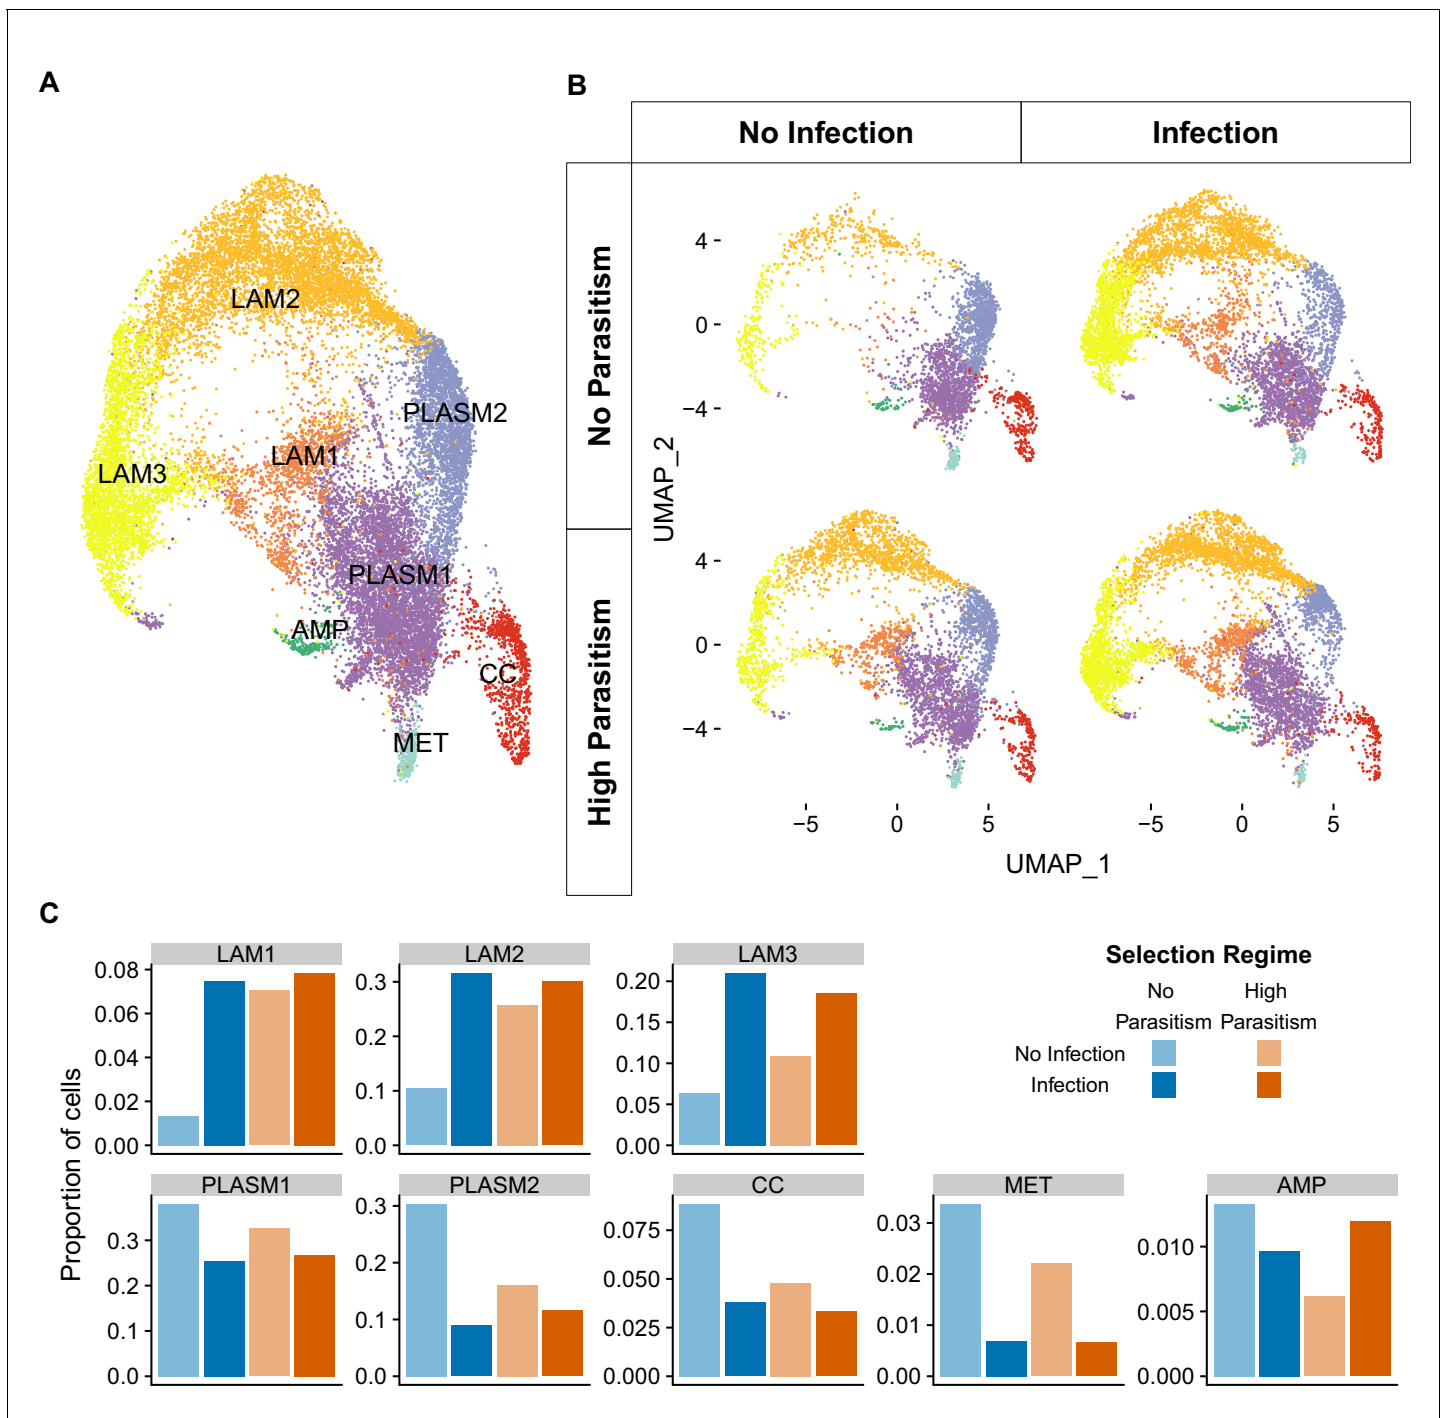 A
LAM2
PLASM2
LAM1
LAM3
PLASM1
AMP
CC
MET
B
No Infection
Infection
No Parasitism
High Parasitism
UMAP_2
4
0
−4
4
0
−4
−5
0
5
−5
0
5
UMAP_1
C
Proportion of cells
LAM1
0.08
0.06
0.04
0.02
0.00
LAM2
0.3
0.2
0.1
0.0
LAM3
0.20
0.15
0.10
0.05
0.00
Selection Regime
No High
Parasitism Parasitism
No Infection
Infection
PLASM1
0.3
0.2
0.1
0.0
PLASM2
0.3
0.2
0.1
0.0
CC
0.075
0.050
0.025
0.000
MET
0.03
0.02
0.01
0.00
AMP
0.010
0.005
0.000